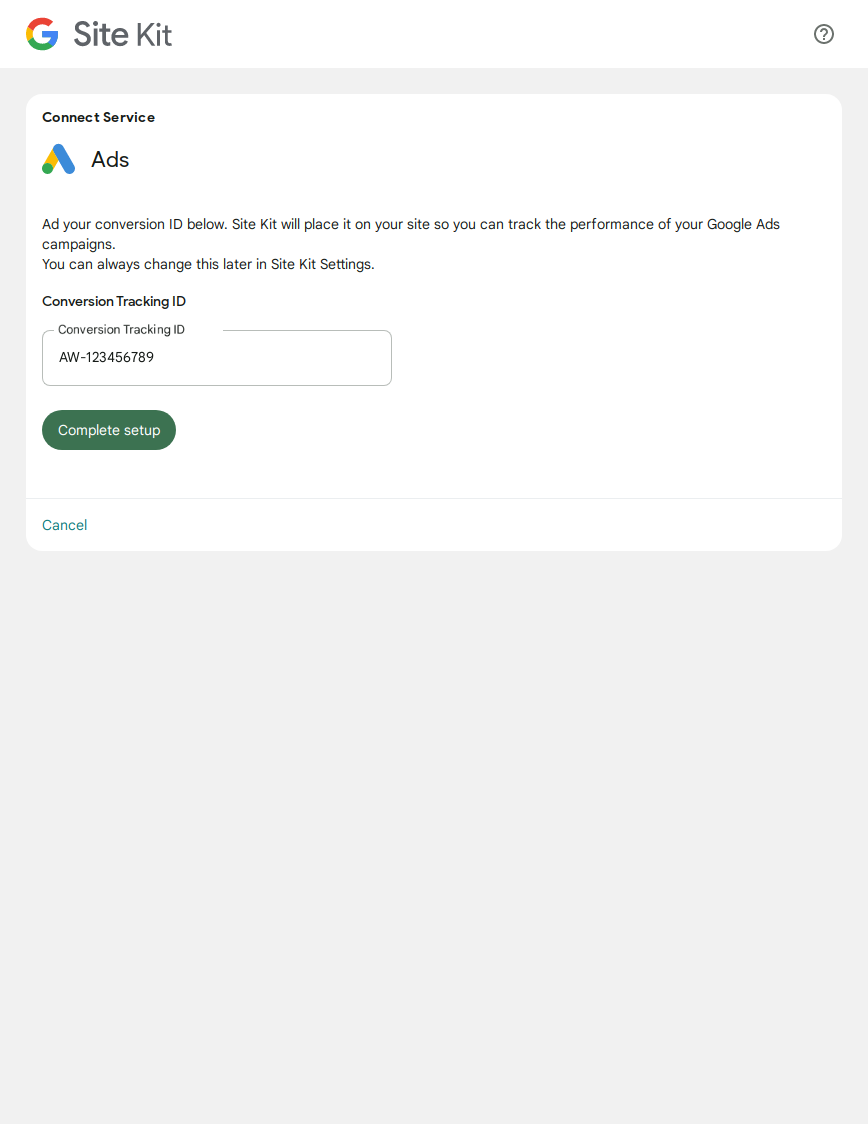 Site Kit
Connect Service
Ads
Ad your conversion ID below. Site Kit will place it on your site so you can track the performance of your Google Ads
campaigns.
You can always change this later in Site Kit Settings.
Conversion Tracking ID
Conversion Tracking ID
AW-123456789
Complete setup
Cancel